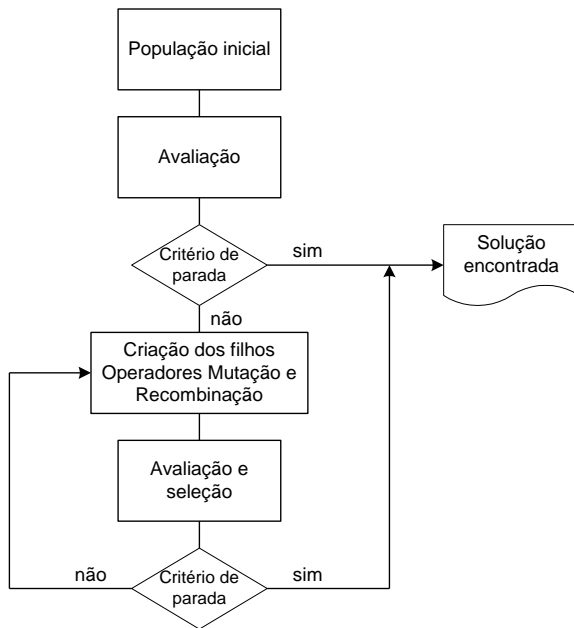 População inicial
Avaliação
Critério de
parada
sim
Solução
encontrada
não
Criação dos filhos
Operadores Mutação e
Recombinação
Avaliação e
seleção
não
Critério de
parada
sim